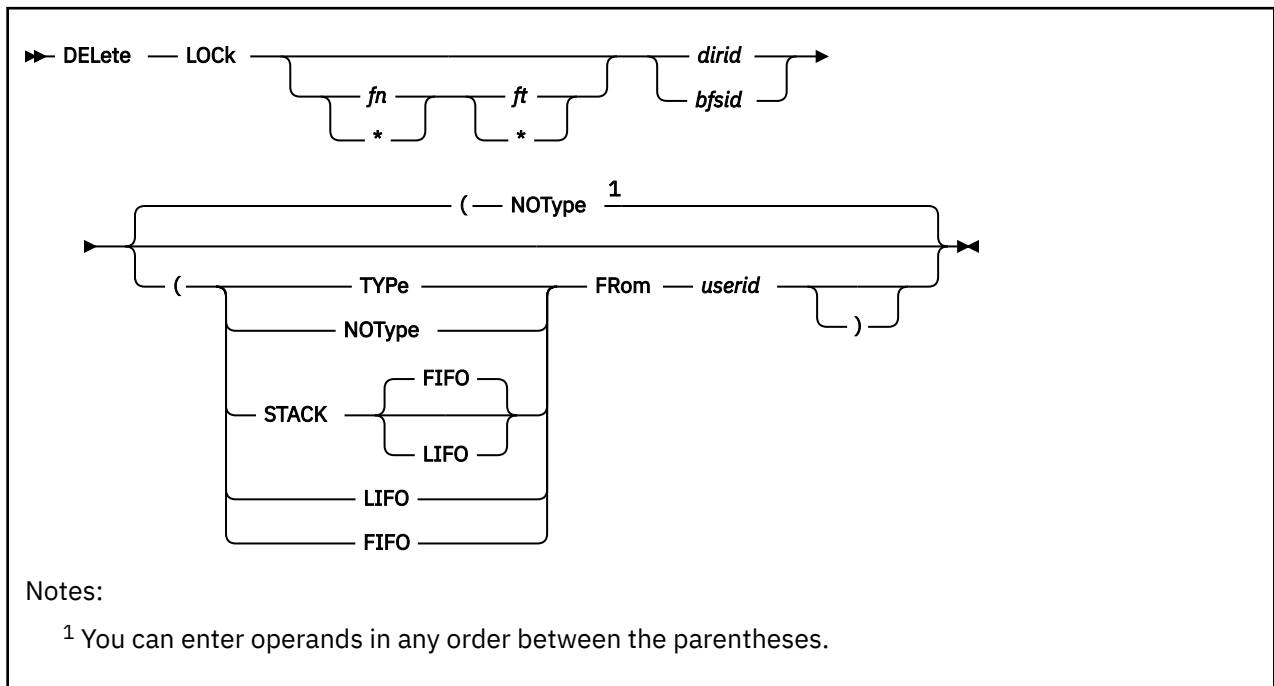 DELete LOCk dirid
fn ft bfsid
* *
1
( NOType
( TYPe FRom userid
NOType )
FIFO
STACK
LIFO
LIFO
FIFO
Notes:
1 You can enter operands in any order between the parentheses.